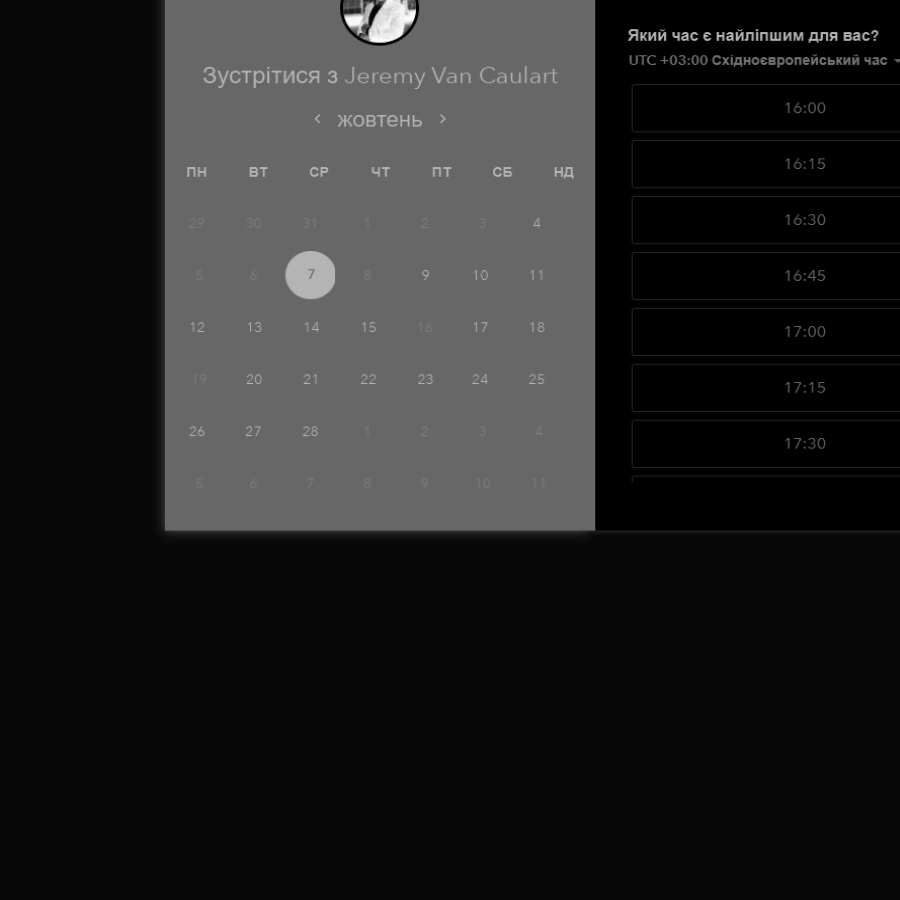 Зустрітися з Jeremy Van Caulart
жовтень
ПН ВТ СР ЧТ ПТ СБ НД
29 30 31 1 2 3 4
5 6 7 8 9 10 11
12 13 14 15 16 17 18
19 20 21 22 23 24 25
26 27 28 1 2 3 4
5 6 7 8 9 10 11
Який час є найліпшим для вас?
UTC +03:00 Східноєвропейський час
16:00
16:15
16:30
16:45
17:00
17:15
17:30